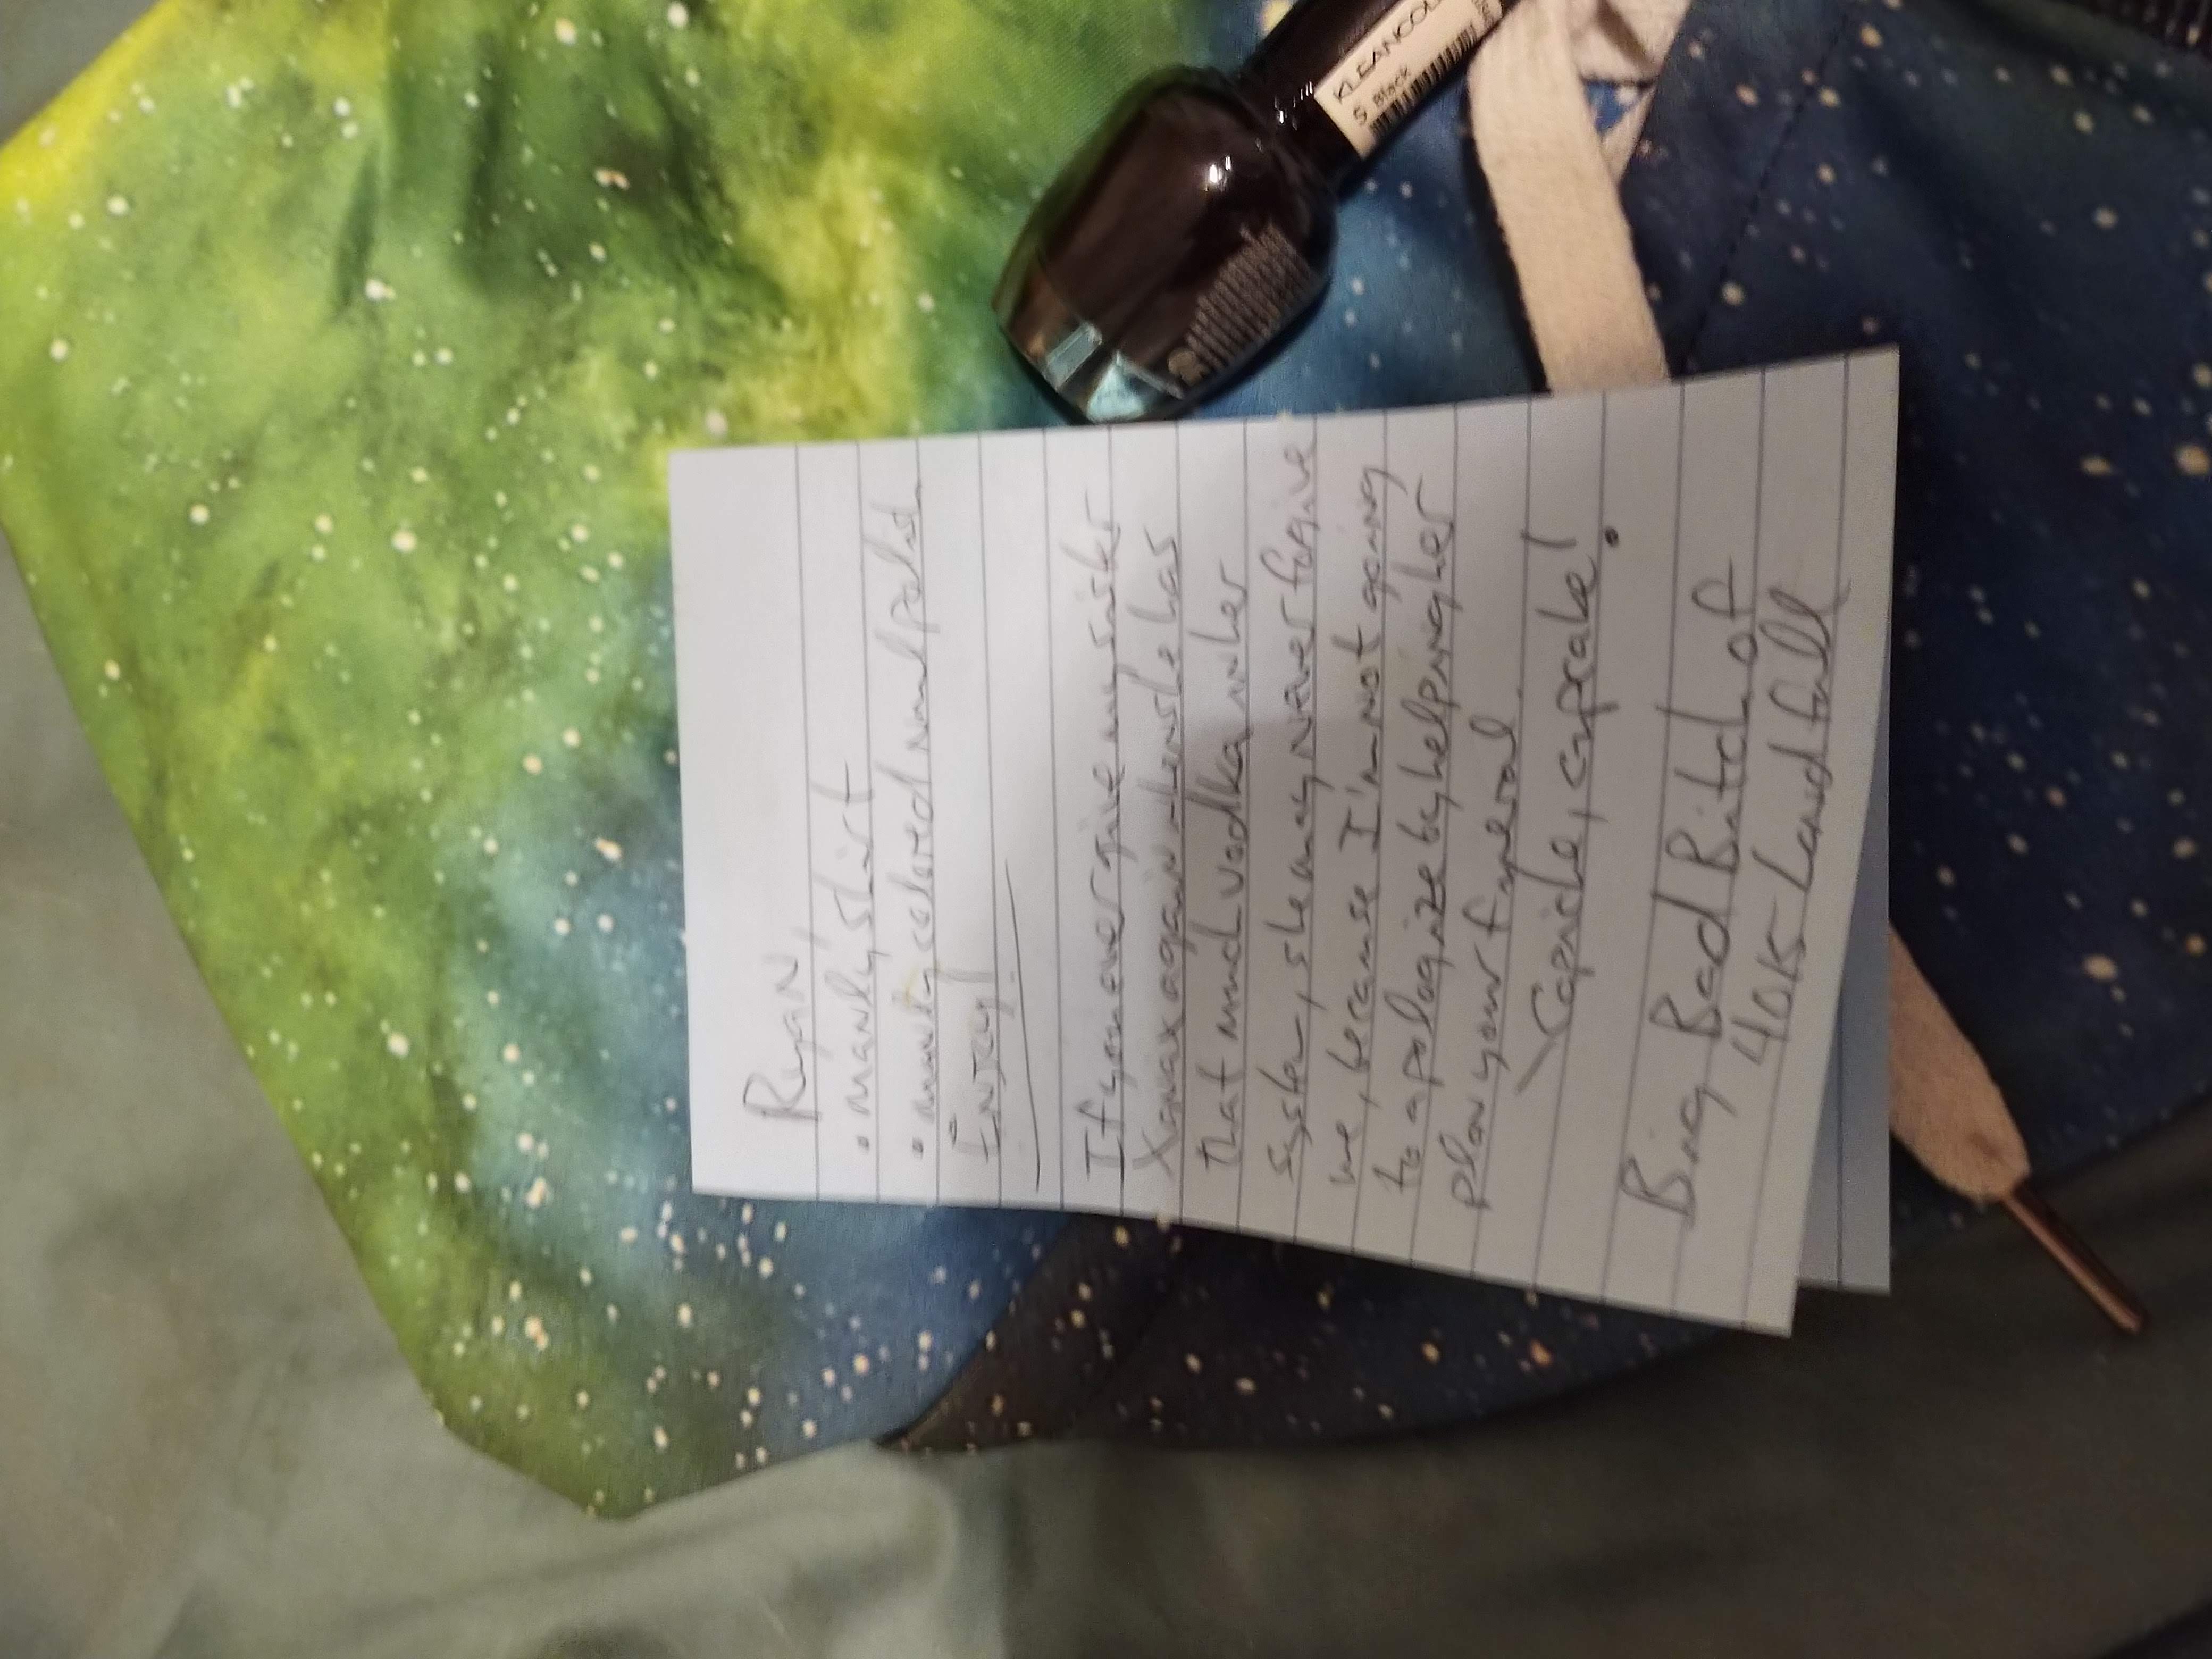 Ryan,
• manly shirt
• manly colored nail polish
Enjoy!
If you ever give my sister
Xanax again when she has
that much vodka in her
system, she may never forgive
me, because I'm not going
to apologize by helping her
plan your funeral.
\Capiche, cupcake!
Big Bad Bitch of
Landfall
KLEANCOL
5 Black